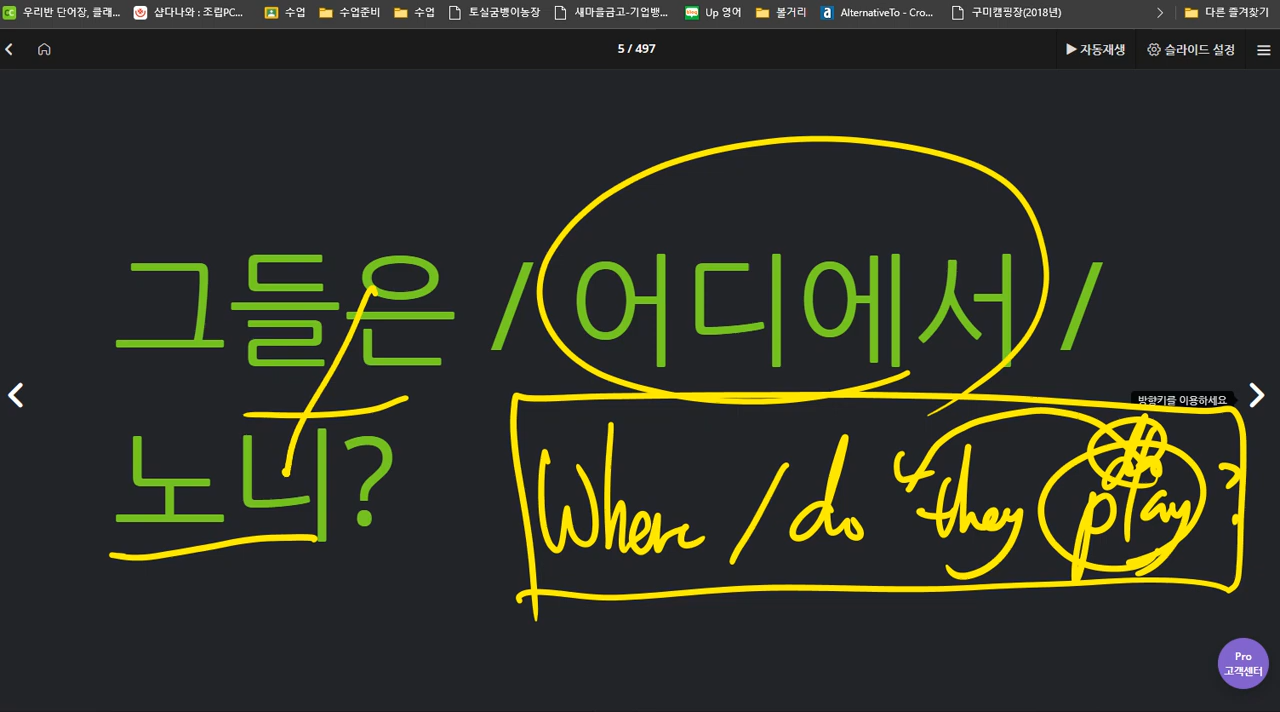 우리반 단어장, 클래... 샵다나와 : 조립PC... 수업 수업준비 수업 토실굼벵이농장 새마을금고-기업뱅... Up 영어 볼거리 AlternativeTo - Cro... 구미캠핑장(2018년) 다른 즐겨찾기
5 / 497 자동재생 슬라이드 설정
그들은 / 어디에서 /
방향키를 이용하세요
노늬?
Where / do they play ?
Pro
고객센터